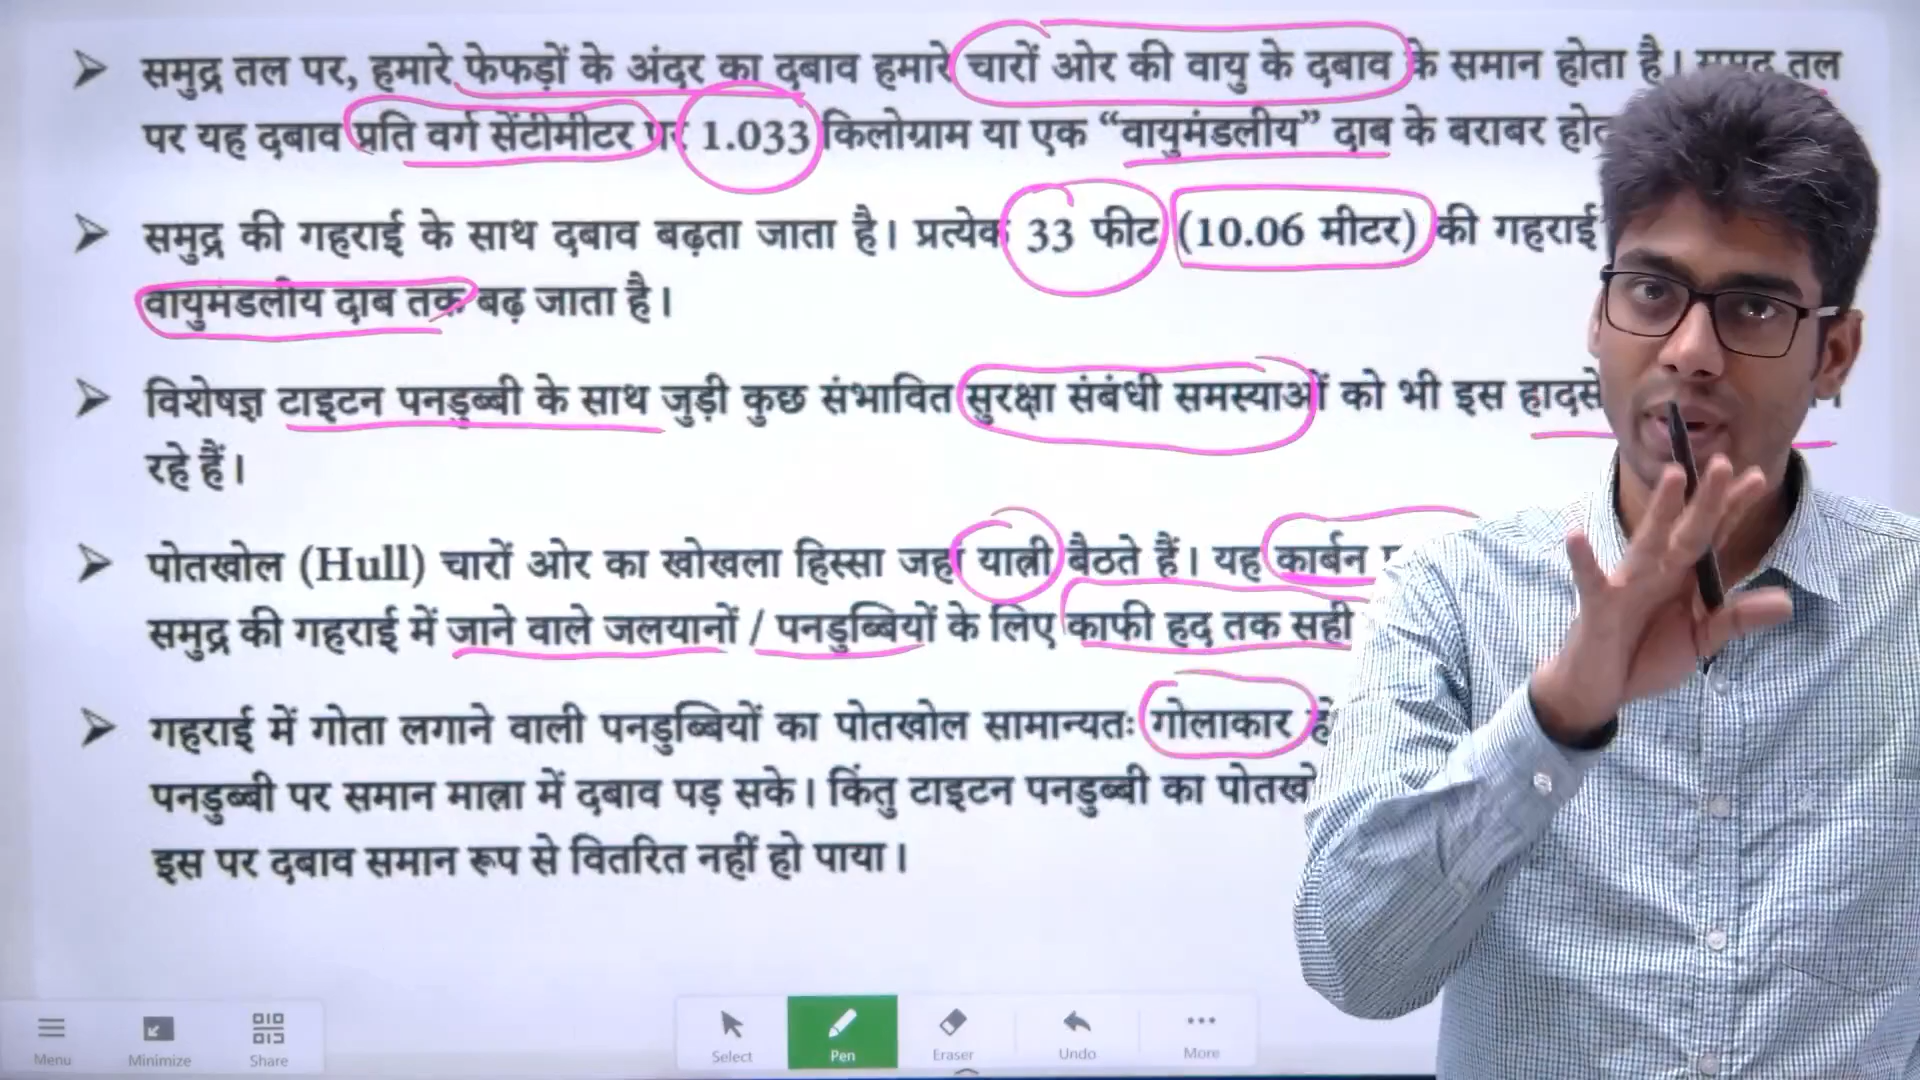 ➤ समुद्र तल पर, हमारे फेफड़ों के अंदर का दबाव हमारे चारों ओर की वायु के दबाव के समान होता है। समुद्र तल
पर यह दबाव प्रति वर्ग सेंटीमीटर पर 1.033 किलोग्राम या एक “वायुमंडलीय” दाब के बराबर
➤ समुद्र की गहराई के साथ दबाव बढ़ता जाता है। प्रत्येक 33 फीट (10.06 मीटर) की गहराई
वायुमंडलीय दाब तक बढ़ जाता है।
➤ विशेषज्ञ टाइटन पनडुब्बी के साथ जुड़ी कुछ संभावित सुरक्षा संबंधी समस्याओं को भी इस हादसे
रहे हैं।
➤ पोतखोल (Hull) चारों ओर का खोखला हिस्सा जहां यात्री बैठते हैं। यह कार्बन
समुद्र की गहराई में जाने वाले जलयानों / पनडुब्बियों के लिए काफी हद तक सही
➤ गहराई में गोता लगाने वाली पनडुब्बियों का पोतखोल सामान्यतः गोलाकार
पनडुब्बी पर समान मात्रा में दबाव पड़ सके। किंतु टाइटन पनडुब्बी का
इस पर दबाव समान रूप से वितरित नहीं हो पाया।
Menu Minimize Share Select Pen Eraser Undo More